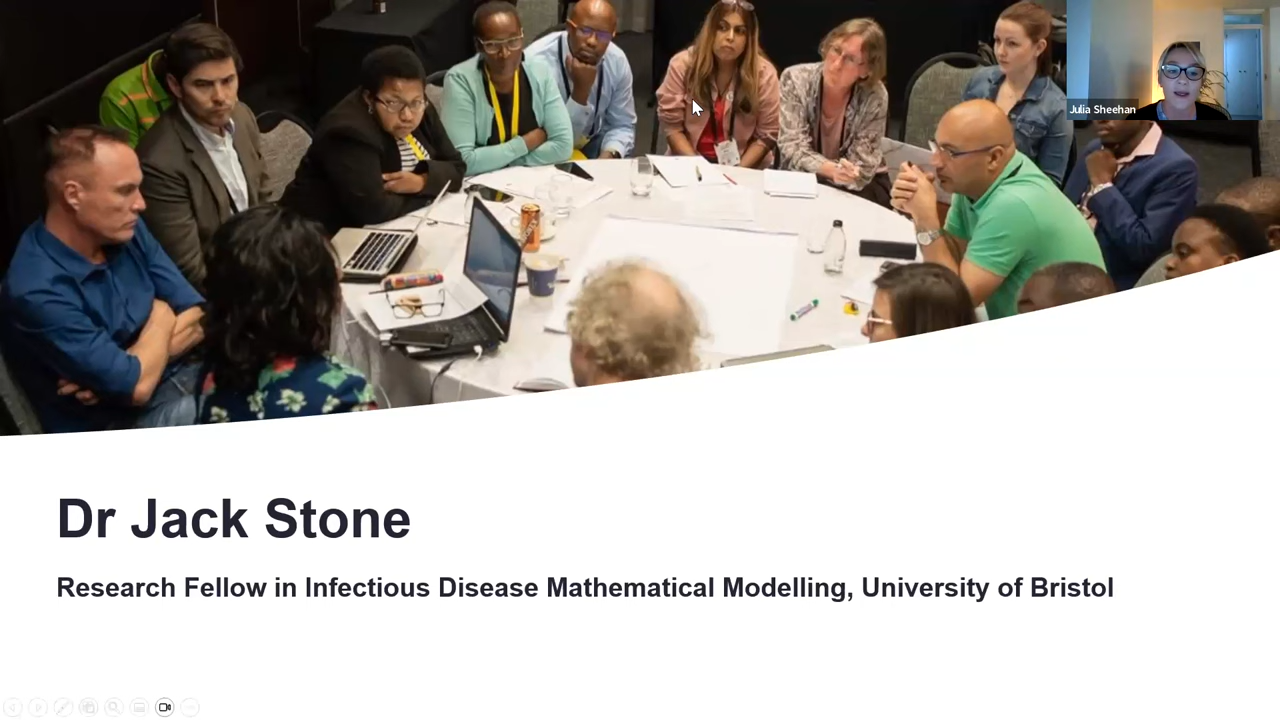 Julia Sheehan
Dr Jack Stone
Research Fellow in Infectious Disease Mathematical Modelling, University of Bristol